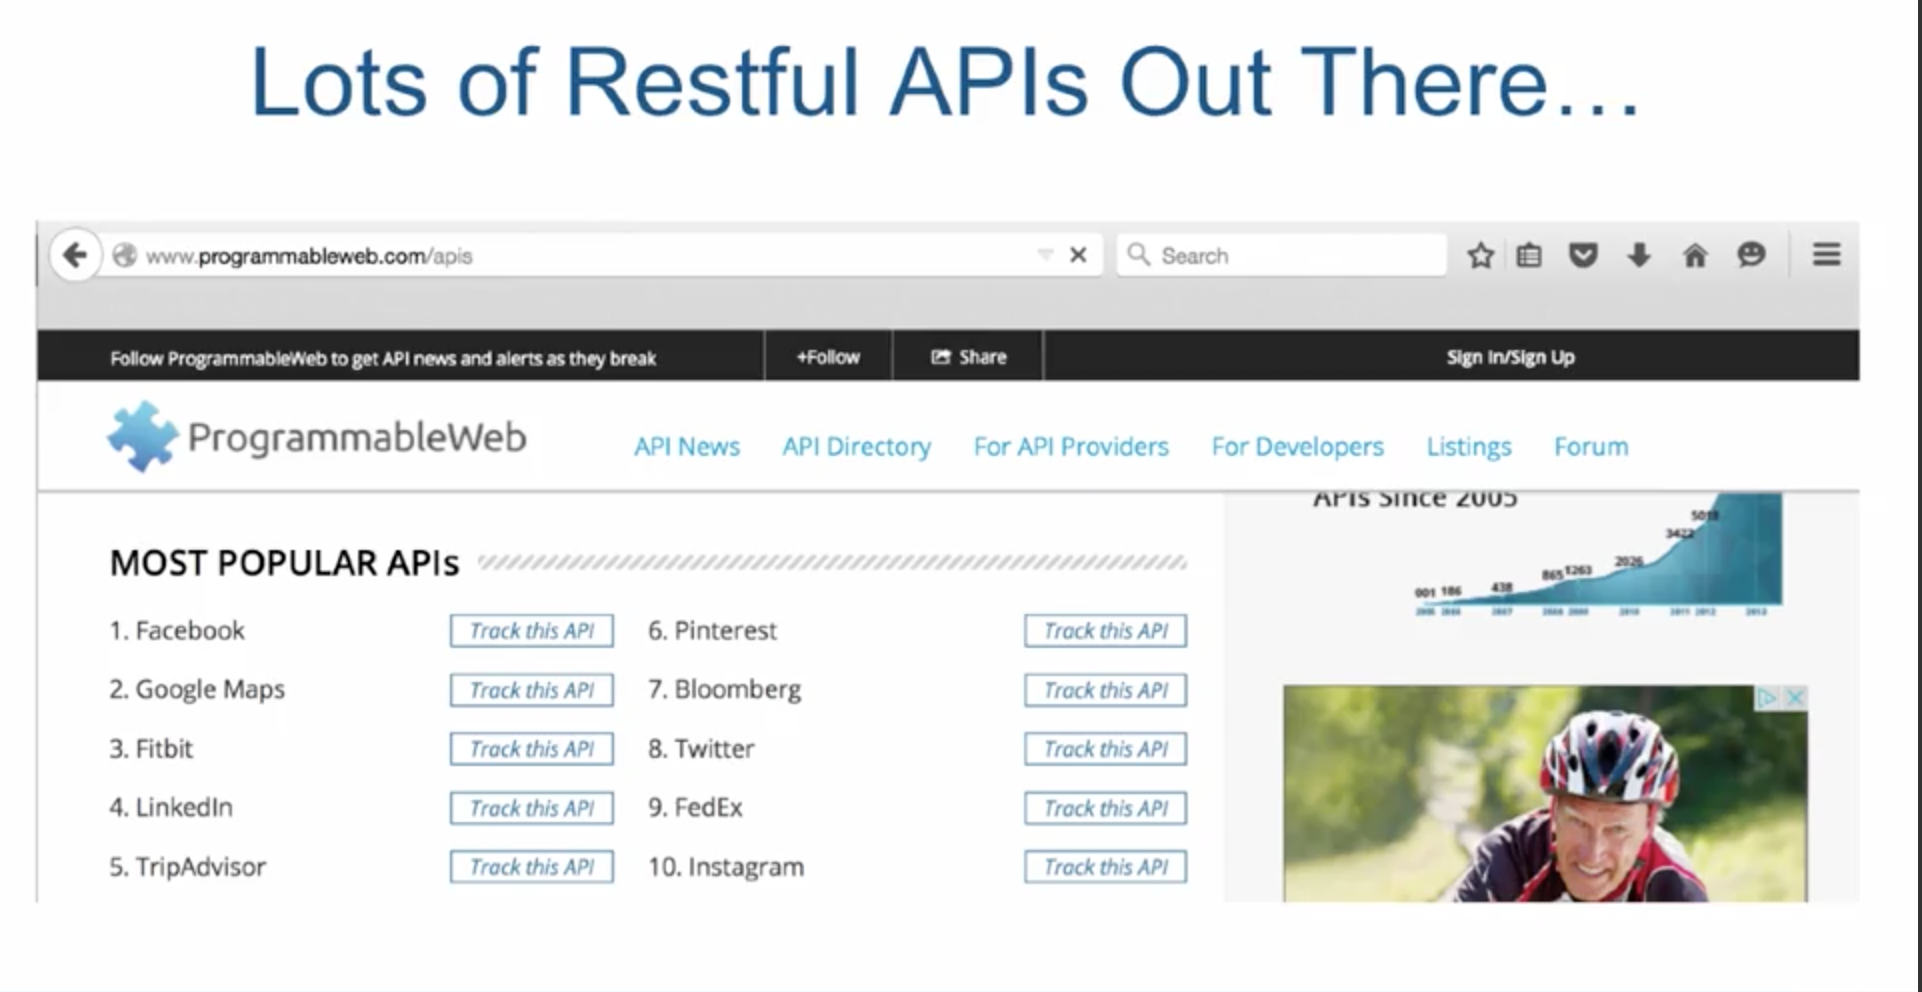 Lots of Restful APIs Out There…
www.programmableweb.com/apis
Search
Follow ProgrammableWeb to get API news and alerts as they break
+Follow
Share
Sign In/Sign Up
ProgrammableWeb
API News
API Directory
For API Providers
For Developers
Listings
Forum
APIs Since 2005
MOST POPULAR APIs
1. Facebook
Track this API
6. Pinterest
Track this API
2. Google Maps
Track this API
7. Bloomberg
Track this API
3. Fitbit
Track this API
8. Twitter
Track this API
4. LinkedIn
Track this API
9. FedEx
Track this API
5. TripAdvisor
Track this API
10. Instagram
Track this API
5018
3422
2026
865 1263
438
001 186
2007
2010
2011 2012
2013